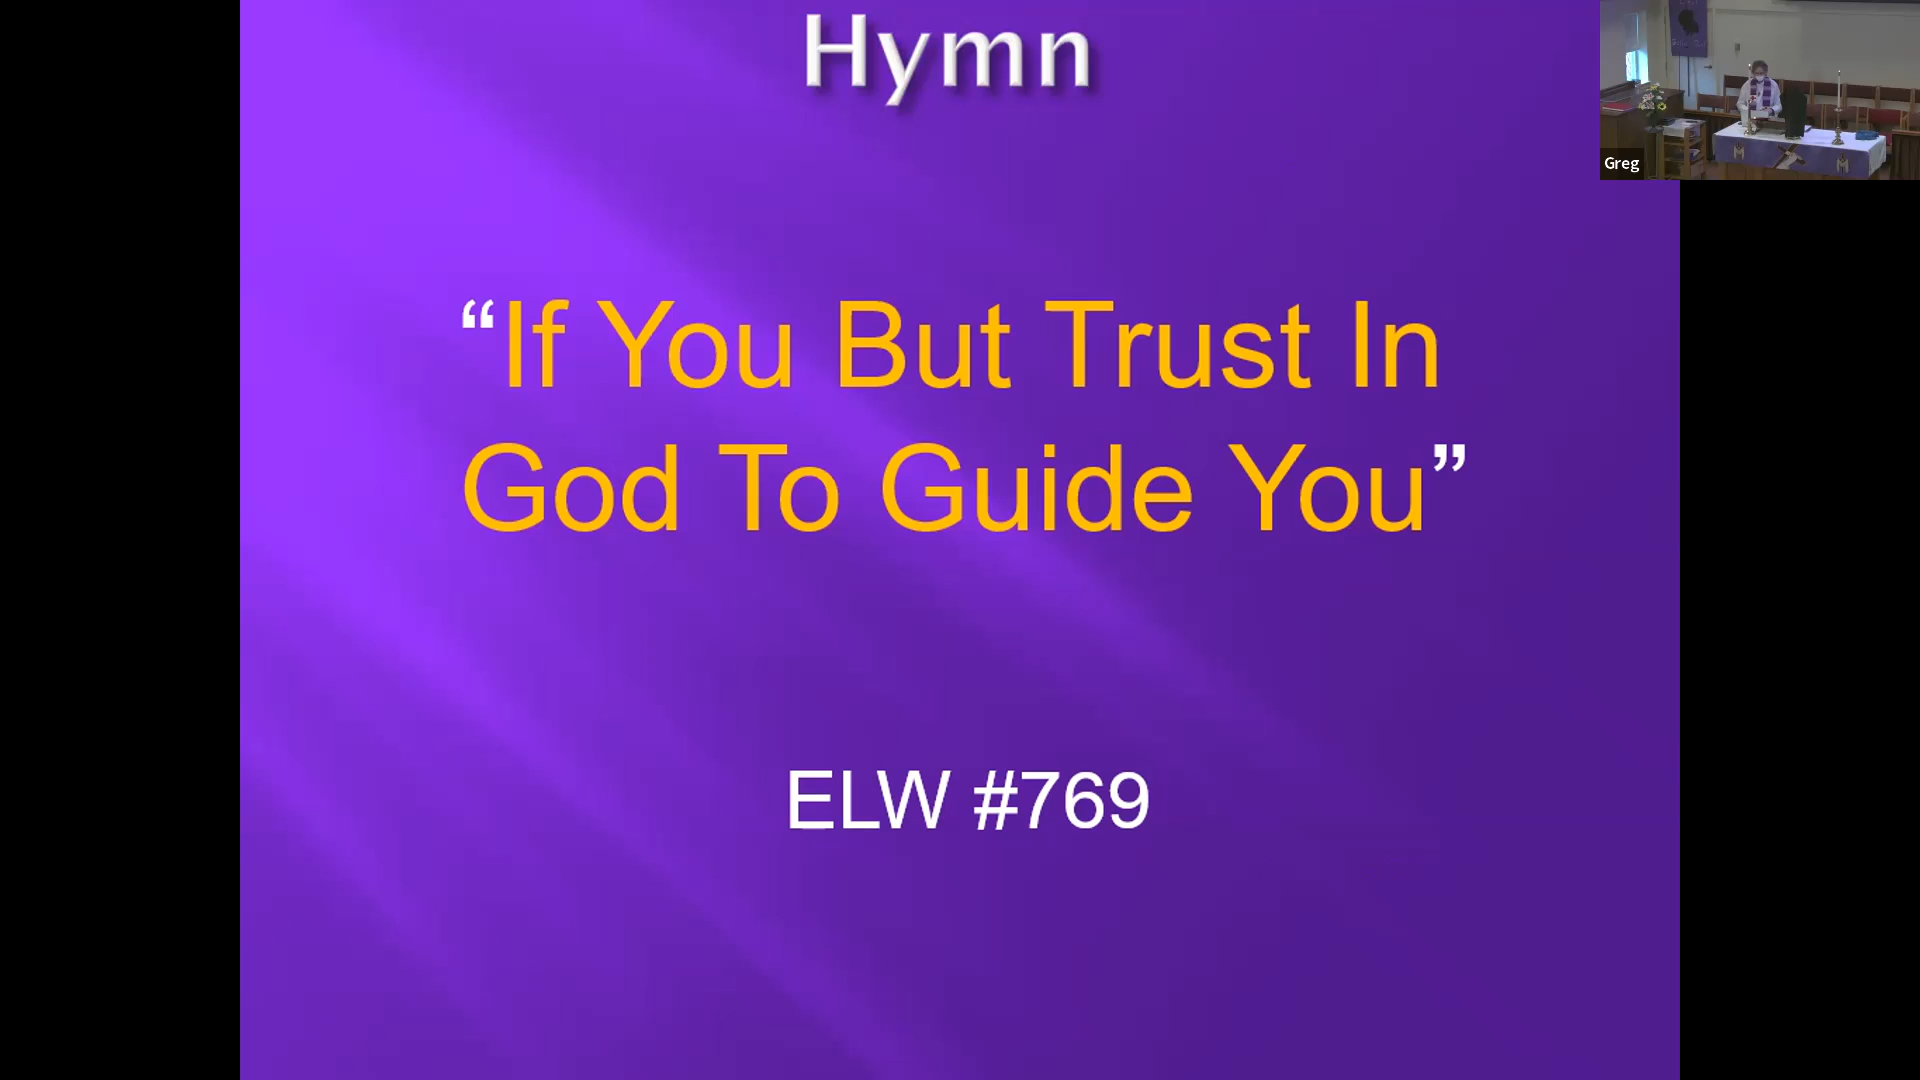 Hymn
“If You But Trust In
God To Guide You”
ELW #769
Greg